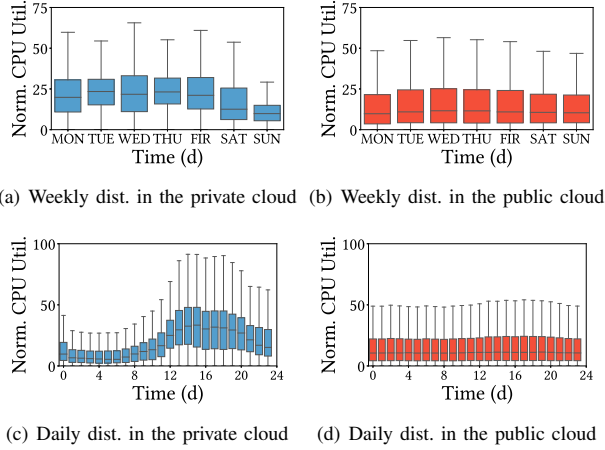 75
50
25
0
Norm. CPU Util.
MON TUE WED THU FIR SAT SUN
Time (d)
75
50
25
0
Norm. CPU Util.
MON TUE WED THU FIR SAT SUN
Time (d)
a) Weekly dist. in the private cloud
(b) Weekly dist. in the public cloud
100
50
0
Norm. CPU Util.
0 4 8 12 16 20 24
Time (d)
100
50
0
Norm. CPU Util.
0 4 8 12 16 20 24
Time (d)
(c) Daily dist. in the private cloud
(d) Daily dist. in the public cloud